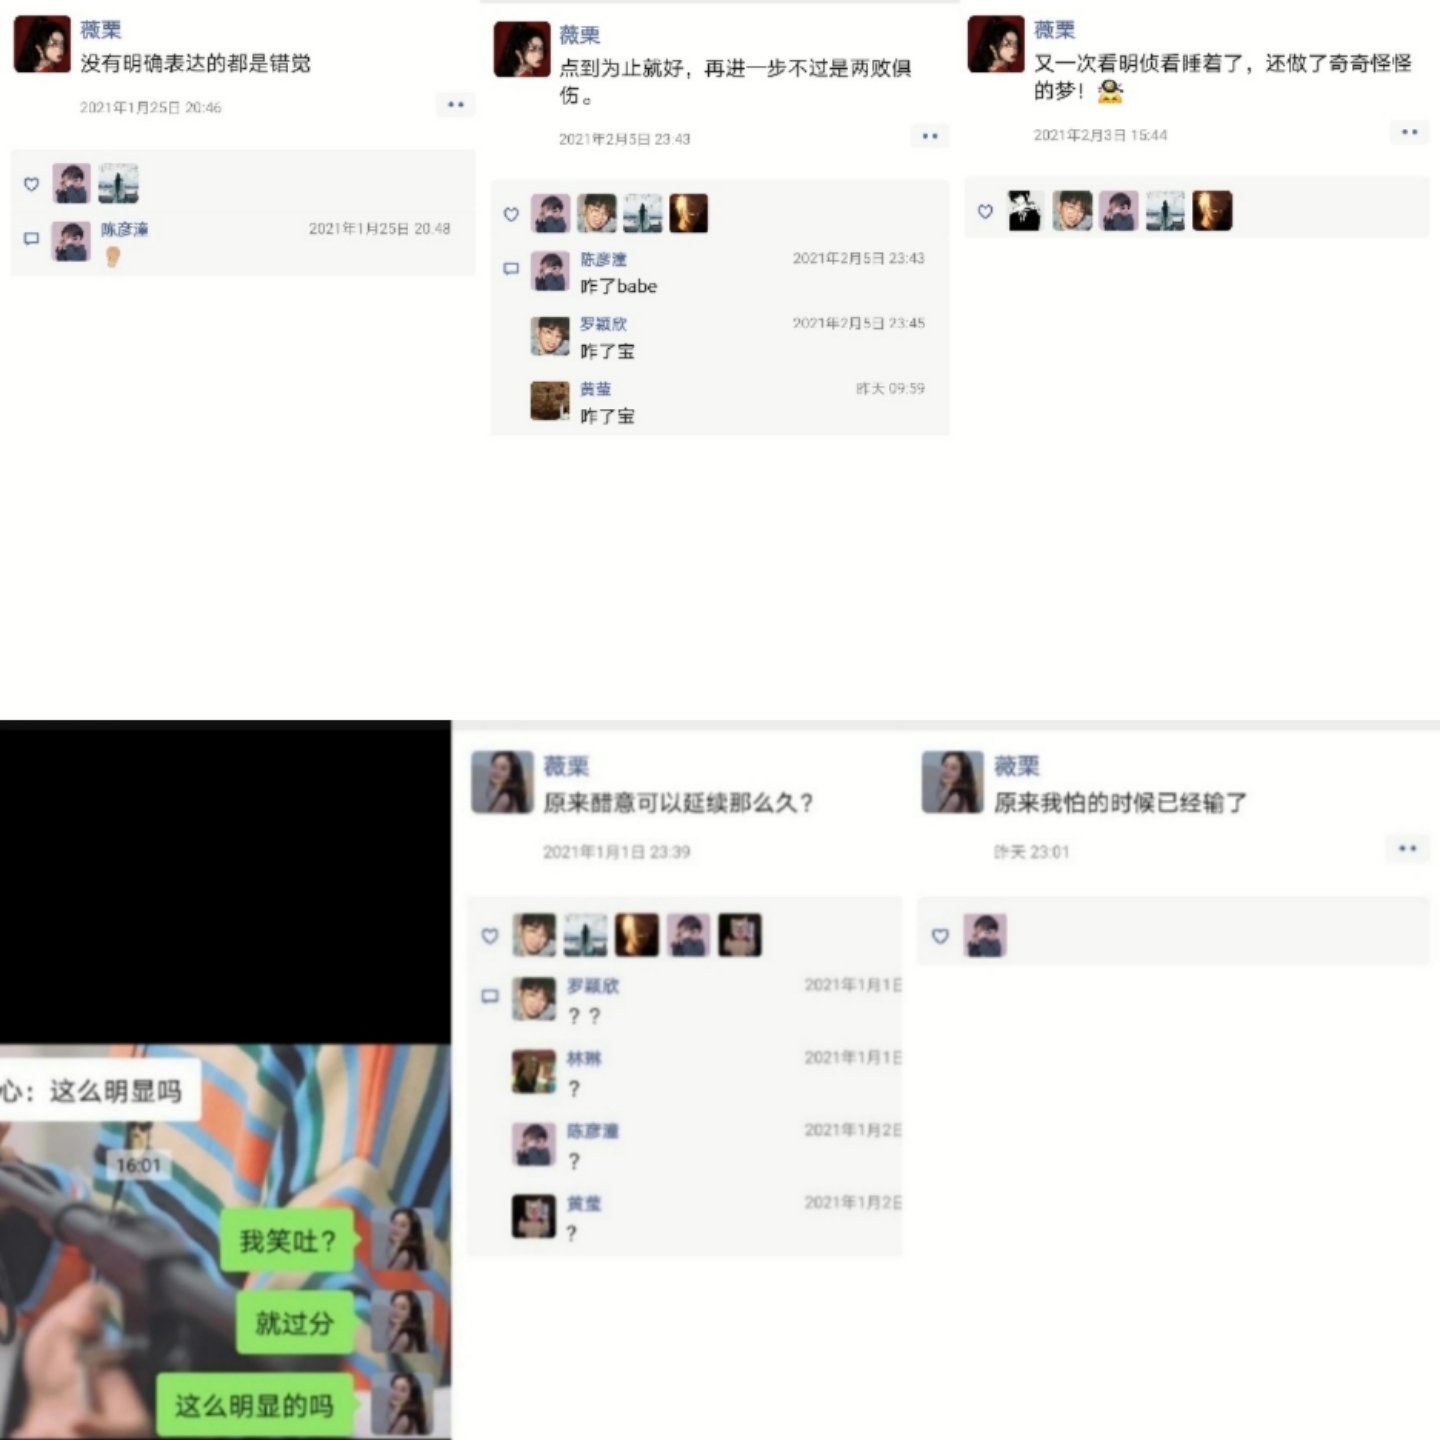 薇栗
没有明确表达的都是错觉
2021年1月25日 20:46
陈彦潼
2021年1月25日 20:48
薇栗
点到为止就好，再进一步不过是两败俱
伤。
2021年2月5日 23:43
陈彦潼
2021年2月5日 23:43
咋了babe
罗颖欣
2021年2月5日 23:45
咋了宝
黄莹
昨天 09:59
咋了宝
薇栗
又一次看明侦看睡着了，还做了奇奇怪怪
的梦！
2021年2月3日 15:44
心：这么明显吗
16:01
我笑吐？
就过分
这么明显的吗
薇栗
原来醋意可以延续那么久？
2021年1月1日 23:39
罗颖欣
2021年1月1日
？？
林琳
2021年1月1日
？
陈彦潼
2021年1月2日
？
黄莹
2021年1月2日
？
薇栗
原来我怕的时候已经输了
昨天 23:01